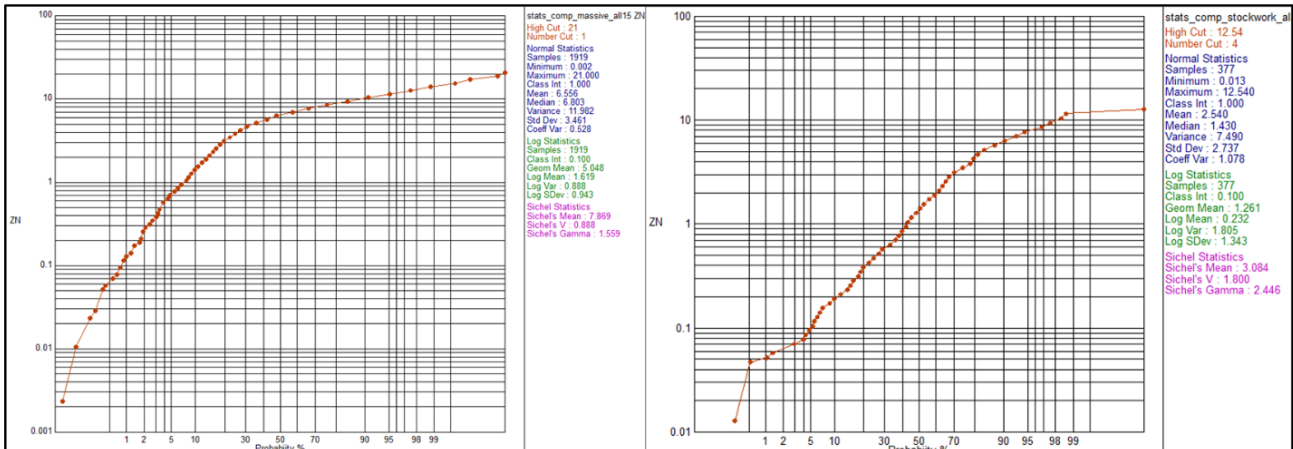 100
10
1
0.1
0.01
0.001
ZN
1 2 5 10 30 50 70 90 95 98 99
Probability %
stats_comp_massive_all15 ZN
High Cut : 21
Number Cut : 1
Normal Statistics
Samples : 1919
Minimum : 0.002
Maximum : 21.000
Class Int : 1.000
Mean : 6.556
Median : 6.803
Variance : 11.982
Std Dev : 3.461
Coeff Var : 0.528
Log Statistics
Samples : 1919
Class Int : 0.100
Geom Mean : 5.048
Log Mean : 1.619
Log Var : 0.888
Log SDev : 0.943
Sichel Statistics
Sichel's Mean : 7.869
Sichel's V : 0.888
Sichel's Gamma : 1.559
100
10
1
0.1
0.01
ZN
1 2 5 10 30 50 70 90 95 98 99
Probability %
stats_comp_stockwork_al
High Cut : 12.54
Number Cut : 4
Normal Statistics
Samples : 377
Minimum : 0.013
Maximum : 12.540
Class Int : 1.000
Mean : 2.540
Median : 1.430
Variance : 7.490
Std Dev : 2.737
Coeff Var : 1.078
Log Statistics
Samples : 377
Class Int : 0.100
Geom Mean : 1.261
Log Mean : 0.232
Log Var : 1.805
Log SDev : 1.343
Sichel Statistics
Sichel's Mean : 3.084
Sichel's V : 1.800
Sichel's Gamma : 2.446